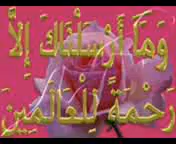 وَمَا أَرْسَلْنَاكَ إِلَّا
رَحْمَةً لِلْعَالَمِينَ